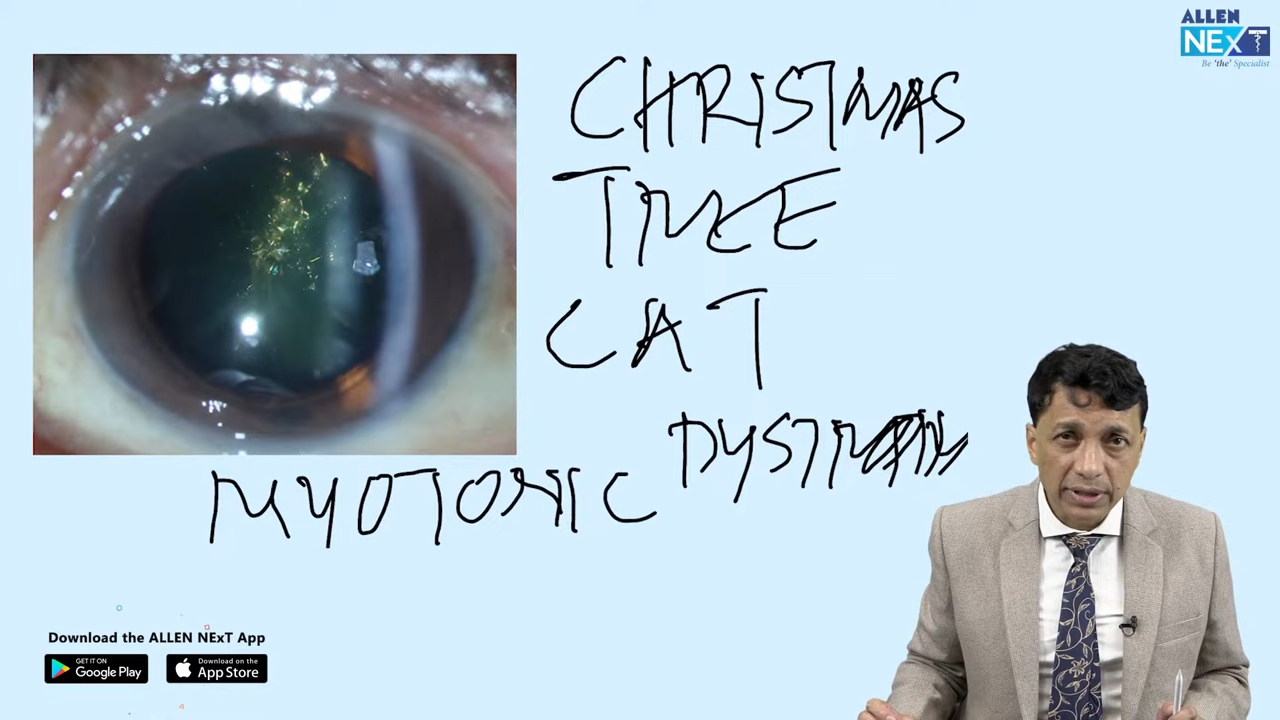 ALLEN
NEXT
Be 'the' Specialist
CHRISTMAS
TREE
CAT
MYOTONIC
Download the ALLEN NExT App
GET IT ON
Google Play
Download on the
App Store